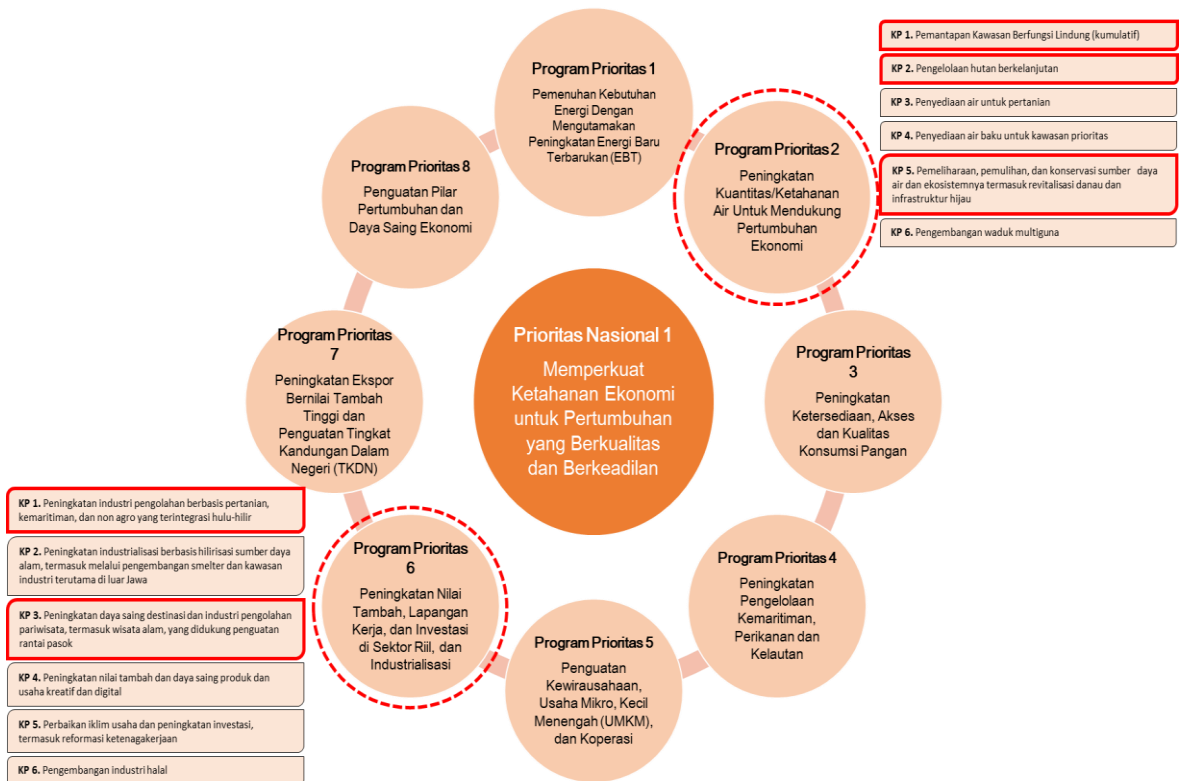 Prioritas Nasional 1
Memperkuat
Ketahanan Ekonomi
untuk Pertumbuhan
yang Berkualitas
dan Berkeadilan
Program Prioritas 1
Pemenuhan Kebutuhan
Energi Dengan
Mengutamakan
Peningkatan Energi Baru
Terbarukan (EBT)
Program Prioritas 2
Peningkatan
Kuantitas/Ketahanan
Air Untuk Mendukung
Pertumbuhan
Ekonomi
KP 1. Pemantapan Kawasan Berfungsi Lindung (kumulatif)
KP 2. Pengelolaan hutan berkelanjutan
KP 3. Penyediaan air untuk pertanian
KP 4. Penyediaan air baku untuk kawasan prioritas
KP 5. Pemeliharaan, pemulihan, dan konservasi sumber daya
air dan ekosistemnya termasuk revitalisasi danau dan
infrastruktur hijau
KP 6. Pengembangan waduk multiguna
Program Prioritas
3
Peningkatan
Ketersediaan, Akses
dan Kualitas
Konsumsi Pangan
Program Prioritas 4
Peningkatan
Pengelolaan
Kemaritiman,
Perikanan dan
Kelautan
Program Prioritas 5
Penguatan
Kewirausahaan,
Usaha Mikro, Kecil
Menengah (UMKM),
dan Koperasi
Program Prioritas
6
Peningkatan Nilai
Tambah, Lapangan
Kerja, dan Investasi
di Sektor Riil, dan
Industrialisasi
KP 1. Peningkatan industri pengolahan berbasis pertanian,
kemaritiman, dan non agro yang terintegrasi hulu-hilir
KP 2. Peningkatan industrialisasi berbasis hilirisasi sumber daya
alam, termasuk melalui pengembangan smelter dan kawasan
industri terutama di luar Jawa
KP 3. Peningkatan daya saing destinasi dan industri pengolahan
pariwisata, termasuk wisata alam, yang didukung penguatan
rantai pasok
KP 4. Peningkatan nilai tambah dan daya saing produk dan
usaha kreatif dan digital
KP 5. Perbaikan iklim usaha dan peningkatan investasi,
termasuk reformasi ketenagakerjaan
KP 6. Pengembangan industri halal
Program Prioritas
7
Peningkatan Ekspor
Bernilai Tambah
Tinggi dan
Penguatan Tingkat
Kandungan Dalam
Negeri (TKDN)
Program Prioritas 8
Penguatan Pilar
Pertumbuhan dan
Daya Saing Ekonomi